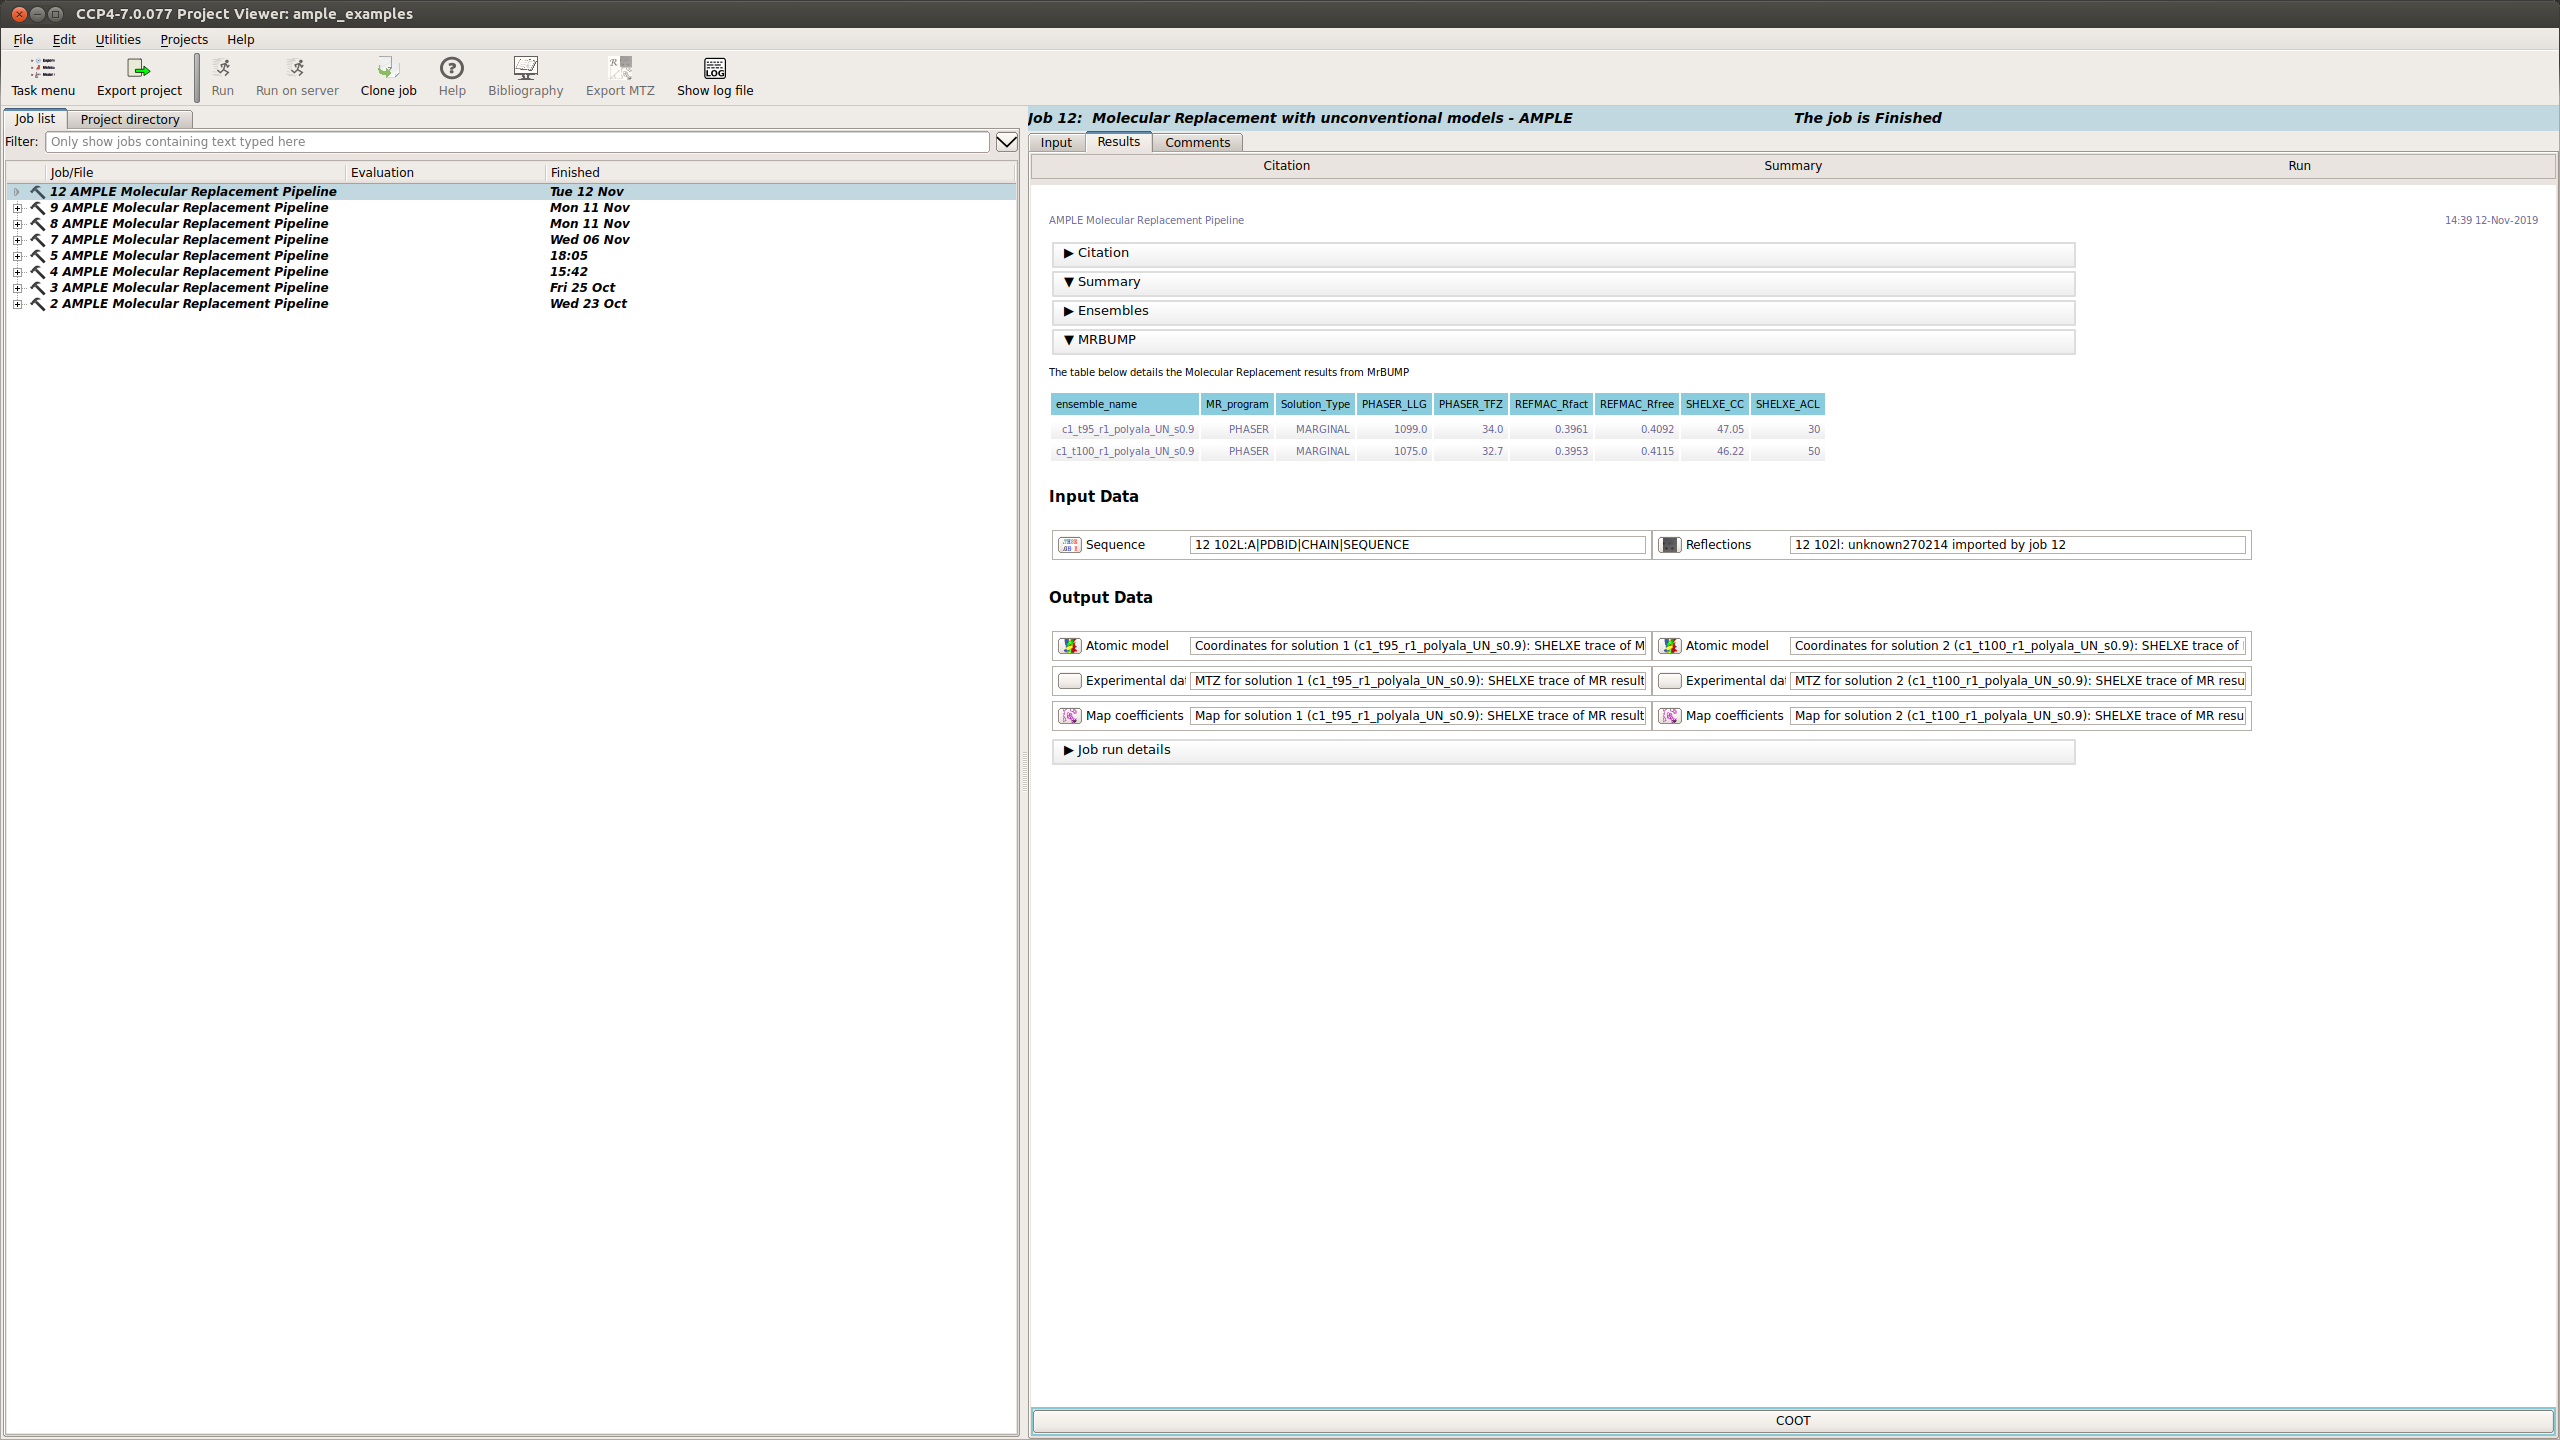 CCP4-7.0.077 Project Viewer: ample_examples
File Edit Utilities Projects Help
Task menu Export project Run Run on server Clone job Help Bibliography Export MTZ Show log file
Job list Project directory
Filter: Only show jobs containing text typed here
Job/File Evaluation Finished
12 AMPLE Molecular Replacement Pipeline Tue 12 Nov
9 AMPLE Molecular Replacement Pipeline Mon 11 Nov
8 AMPLE Molecular Replacement Pipeline Mon 11 Nov
7 AMPLE Molecular Replacement Pipeline Wed 06 Nov
5 AMPLE Molecular Replacement Pipeline 18:05
4 AMPLE Molecular Replacement Pipeline 15:42
3 AMPLE Molecular Replacement Pipeline Fri 25 Oct
2 AMPLE Molecular Replacement Pipeline Wed 23 Oct
Job 12: Molecular Replacement with unconventional models - AMPLE The job is Finished
Input Results Comments
Citation Summary Run
AMPLE Molecular Replacement Pipeline 14:39 12-Nov-2019
▶ Citation
▼ Summary
▶ Ensembles
▼ MRBUMP
The table below details the Molecular Replacement results from MrBUMP
ensemble_name MR_program Solution_Type PHASER_LLG PHASER_TFZ REFMAC_Rfact REFMAC_Rfree SHELXE_CC SHELXE_ACL
c1_t95_r1_polyala_UN_s0.9 PHASER MARGINAL 1099.0 34.0 0.3961 0.4092 47.05 30
c1_t100_r1_polyala_UN_s0.9 PHASER MARGINAL 1075.0 32.7 0.3953 0.4115 46.22 50
Input Data
Sequence 12 102L:A|PDBID|CHAIN|SEQUENCE Reflections 12 102l: unknown270214 imported by job 12
Output Data
Atomic model Coordinates for solution 1 (c1_t95_r1_polyala_UN_s0.9): SHELXE trace of M Atomic model Coordinates for solution 2 (c1_t100_r1_polyala_UN_s0.9): SHELXE trace of
Experimental dat MTZ for solution 1 (c1_t95_r1_polyala_UN_s0.9): SHELXE trace of MR result Experimental dat MTZ for solution 2 (c1_t100_r1_polyala_UN_s0.9): SHELXE trace of MR resu
Map coefficients Map for solution 1 (c1_t95_r1_polyala_UN_s0.9): SHELXE trace of MR result Map coefficients Map for solution 2 (c1_t100_r1_polyala_UN_s0.9): SHELXE trace of MR resu
▶ Job run details
COOT